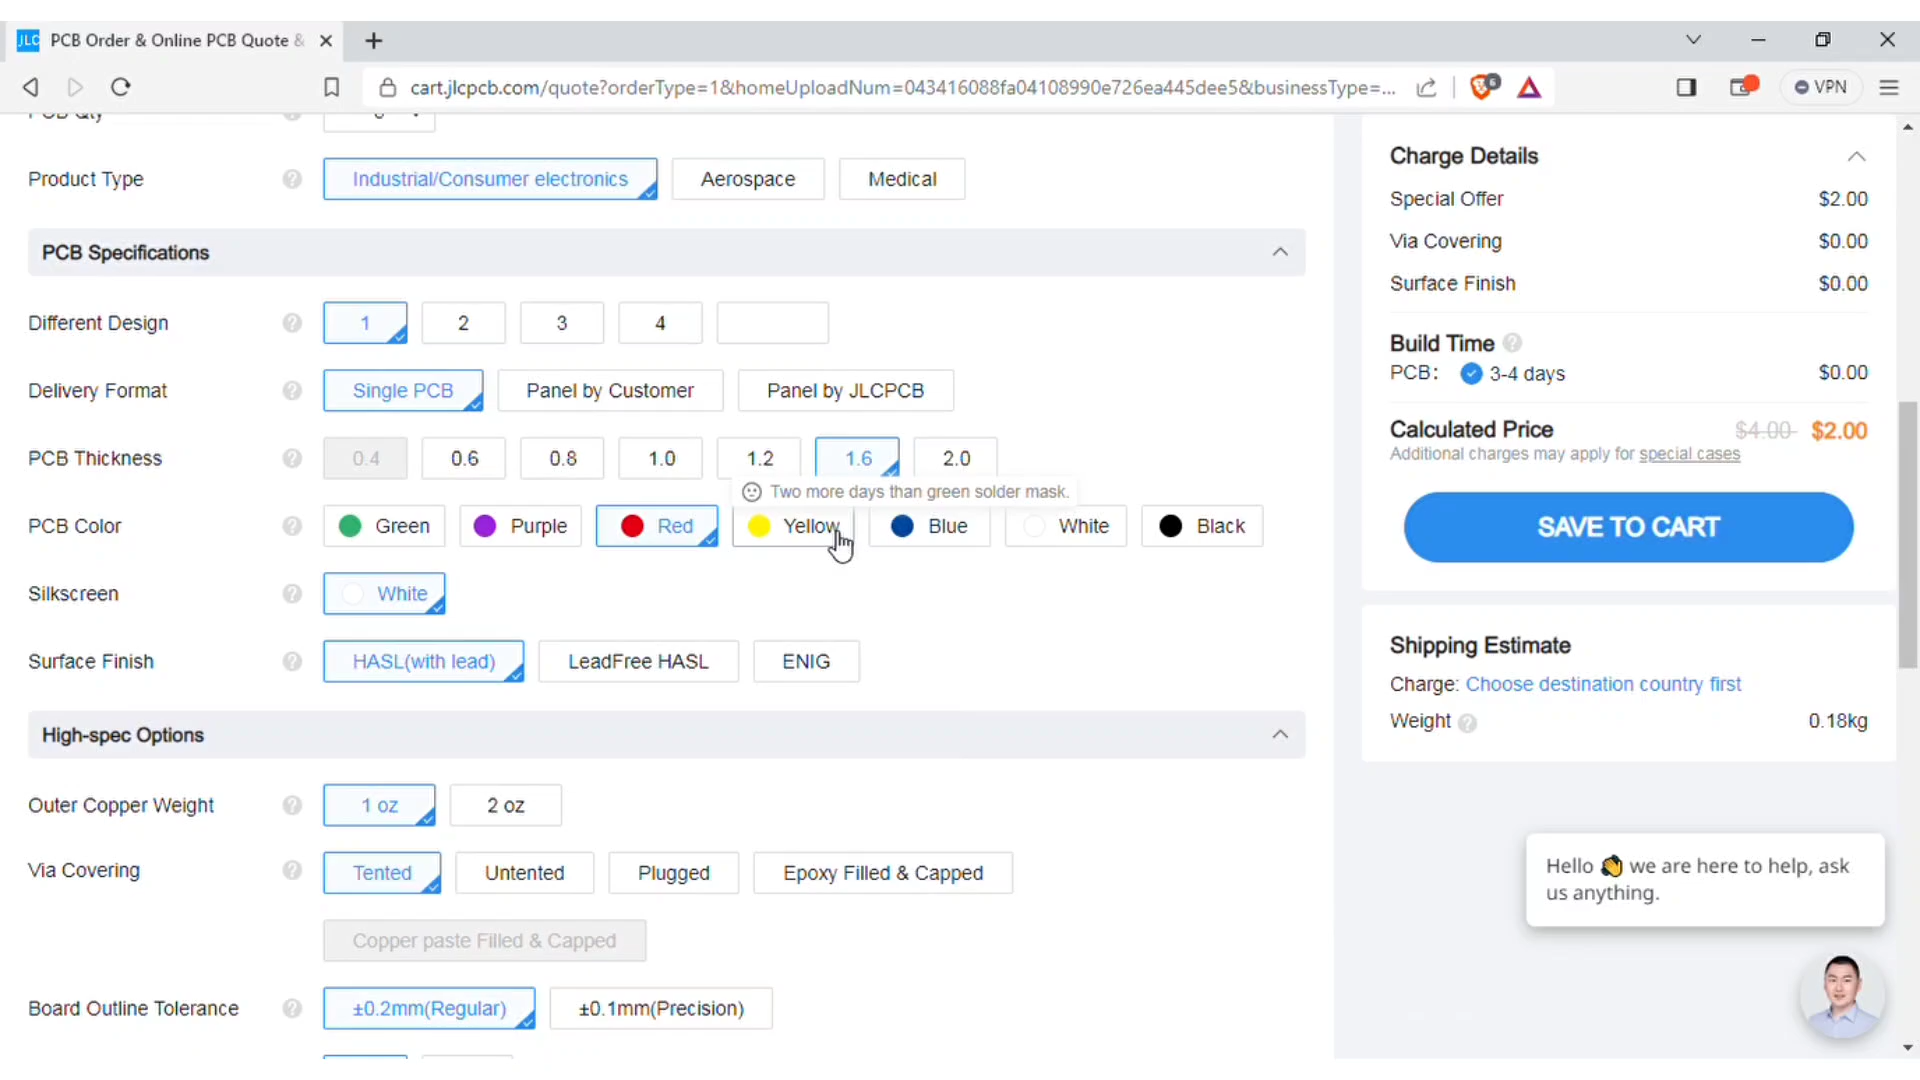 JLC PCB Order & Online PCB Quote &
cart.jlcpcb.com/quote?orderType=1&homeUploadNum=043416088fa04108990e726ea445dee5&businessType=...
6
VPN
PCB Qty
Product Type ? Industrial/Consumer electronics Aerospace Medical
PCB Specifications
Different Design ? 1 2 3 4
Delivery Format ? Single PCB Panel by Customer Panel by JLCPCB
PCB Thickness ? 0.4 0.6 0.8 1.0 1.2 1.6 2.0
Two more days than green solder mask.
PCB Color ? Green Purple Red Yellow Blue White Black
Silkscreen ? White
Surface Finish ? HASL(with lead) LeadFree HASL ENIG
High-spec Options
Outer Copper Weight ? 1 oz 2 oz
Via Covering ? Tented Untented Plugged Epoxy Filled & Capped
Copper paste Filled & Capped
Board Outline Tolerance ? ±0.2mm(Regular) ±0.1mm(Precision)
Charge Details
Special Offer $2.00
Via Covering $0.00
Surface Finish $0.00
Build Time ?
PCB: 3-4 days $0.00
Calculated Price $4.00 $2.00
Additional charges may apply for special cases
SAVE TO CART
Shipping Estimate
Charge: Choose destination country first
Weight ? 0.18kg
Hello 👏 we are here to help, ask
us anything.